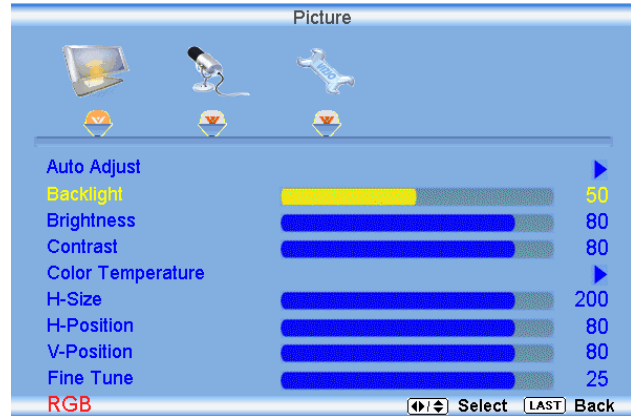 Picture
Auto Adjust
Backlight 50
Brightness 80
Contrast 80
Color Temperature
H-Size 200
H-Position 80
V-Position 80
Fine Tune 25
RGB Select LAST Back